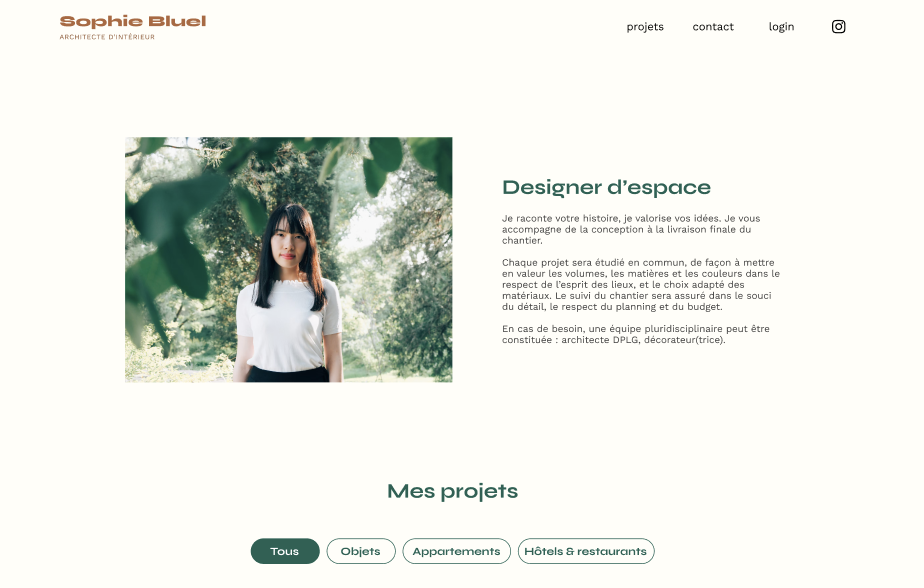 Sophie Bluel
ARCHITECTE D'INTÉRIEUR
projets contact login
Designer d’espace
Je raconte votre histoire, je valorise vos idées. Je vous
accompagne de la conception à la livraison finale du
chantier.
Chaque projet sera étudié en commun, de façon à mettre
en valeur les volumes, les matières et les couleurs dans le
respect de l’esprit des lieux, et le choix adapté des
matériaux. Le suivi du chantier sera assuré dans le souci
du détail, le respect du planning et du budget.
En cas de besoin, une équipe pluridisciplinaire peut être
constituée : architecte DPLG, décorateur(trice).
Mes projets
Tous Objets Appartements Hôtels & restaurants